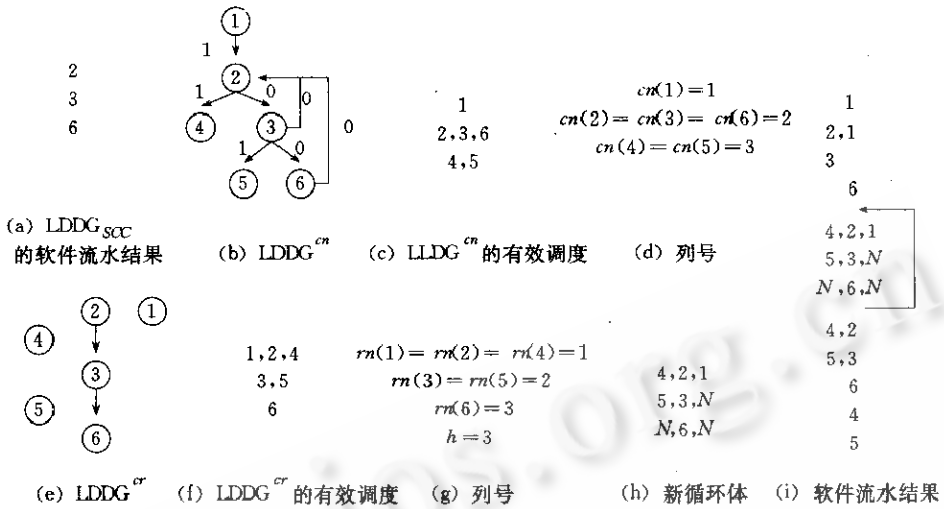 2
3
6
(a) LDDG_SCC
的软件流水结果
1
1
2
1
0
0
0
4
3
1
0
5
6
(b) LDDG^cn
1
2,3,6
4,5
(c) LLDG^cn 的有效调度
cn(1)=1
cn(2)=cn(3)=cn(6)=2
cn(4)=cn(5)=3
(d) 列号
1
2,1
3
6
4,2,1
5,3,N
N,6,N
4,2
5,3
6
4
5
(i) 软件流水结果
2
1
4
3
5
6
(e) LDDG^cr
1,2,4
3,5
6
(f) LDDG^cr 的有效调度
rn(1)=rn(2)=rn(4)=1
rn(3)=rn(5)=2
rn(6)=3
h=3
(g) 列号
4,2,1
5,3,N
N,6,N
(h) 新循环体